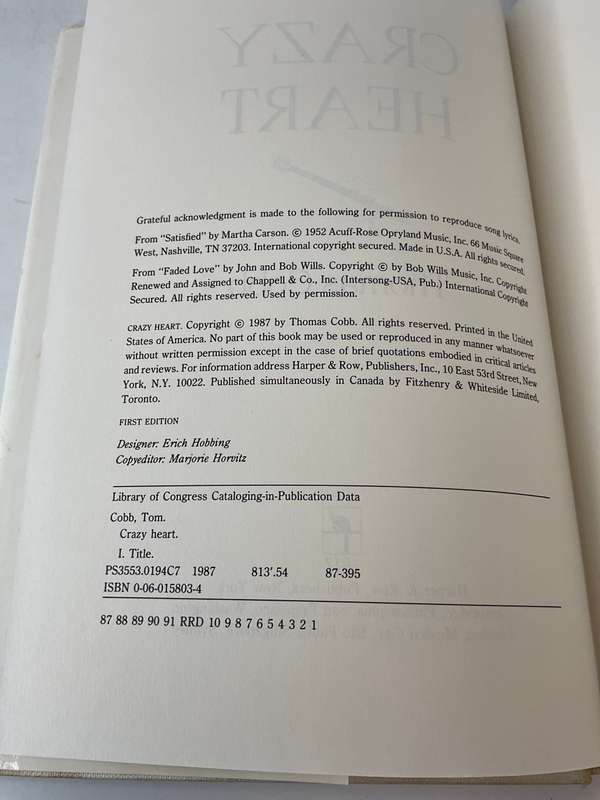 CRAZY
HEART
Grateful acknowledgment is made to the following for permission to reproduce song lyrics.
From "Satisfied" by Martha Carson. © 1952 Acuff-Rose Opryland Music, Inc. 66 Music Square
West, Nashville, TN 37203. International copyright secured. Made in U.S.A. All rights secured.
From "Faded Love" by John and Bob Wills. Copyright © by Bob Wills Music, Inc. Copyright
Renewed and Assigned to Chappell & Co., Inc. (Intersong-USA, Pub.) International Copyright
Secured. All rights reserved. Used by permission.
CRAZY HEART. Copyright © 1987 by Thomas Cobb. All rights reserved. Printed in the United
States of America. No part of this book may be used or reproduced in any manner whatsoever
without written permission except in the case of brief quotations embodied in critical articles
and reviews. For information address Harper & Row, Publishers, Inc., 10 East 53rd Street, New
York, N.Y. 10022. Published simultaneously in Canada by Fitzhenry & Whiteside Limited,
Toronto.
FIRST EDITION
Designer: Erich Hobbing
Copyeditor: Marjorie Horvitz
Library of Congress Cataloging-in-Publication Data
Cobb, Tom.
Crazy heart.
I. Title.
PS3553.0194C7 1987 813'.54 87-395
ISBN 0-06-015803-4
87 88 89 90 91 RRD 10 9 8 7 6 5 4 3 2 1